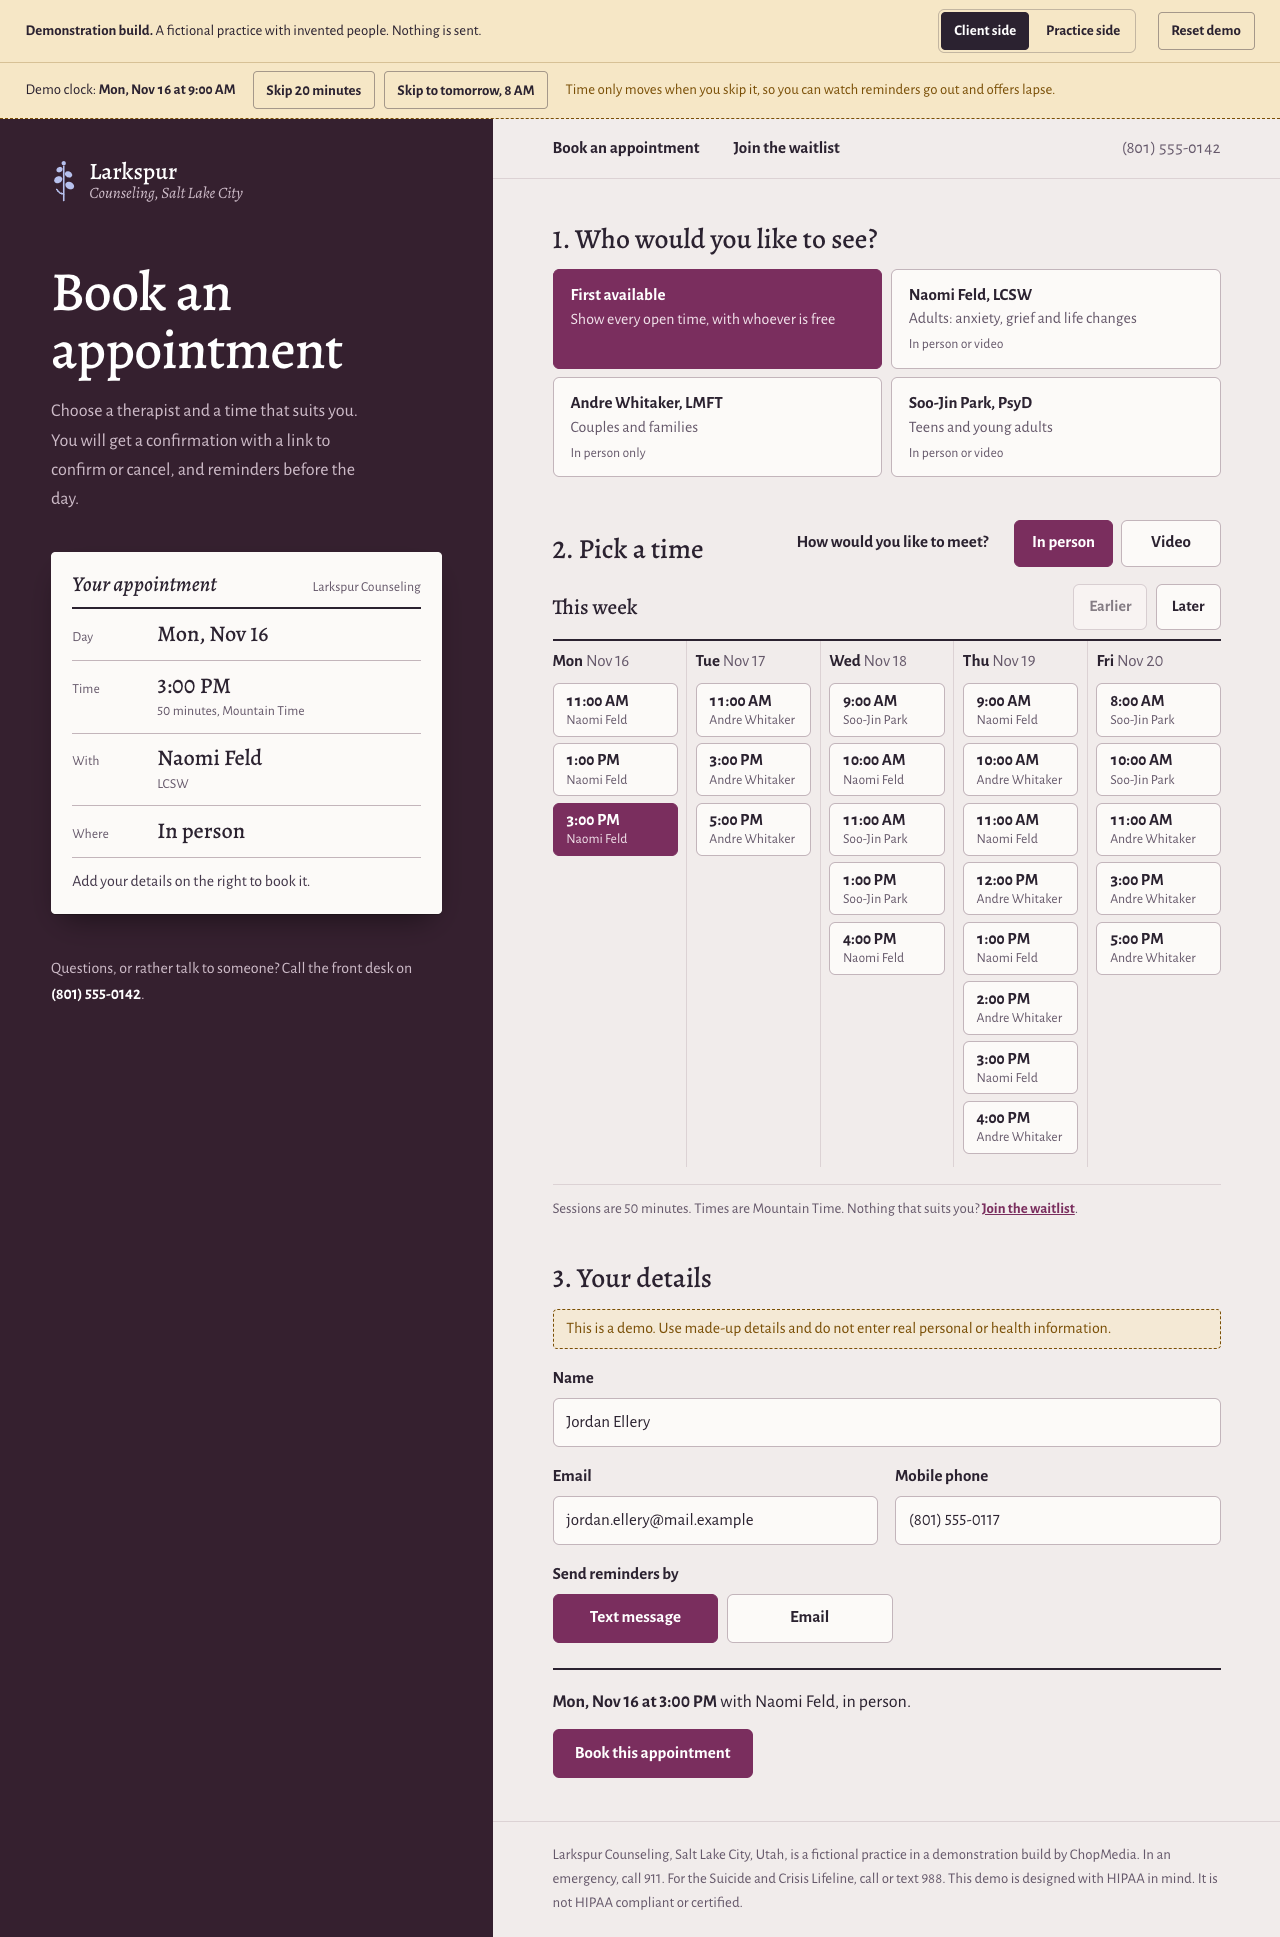 Demonstration build. A fictional practice with invented people. Nothing is sent.
Client side
Practice side
Reset demo
Demo clock: Mon, Nov 16 at 9:00 AM
Skip 20 minutes
Skip to tomorrow, 8 AM
Time only moves when you skip it, so you can watch reminders go out and offers lapse.
Larkspur
Counseling, Salt Lake City
Book an
appointment
Choose a therapist and a time that suits you.
You will get a confirmation with a link to
confirm or cancel, and reminders before the
day.
Your appointment
Larkspur Counseling
Day
Mon, Nov 16
Time
3:00 PM
50 minutes, Mountain Time
With
Naomi Feld
LCSW
Where
In person
Add your details on the right to book it.
Questions, or rather talk to someone? Call the front desk on
(801) 555-0142.
Book an appointment
Join the waitlist
(801) 555-0142
1. Who would you like to see?
First available
Show every open time, with whoever is free
Naomi Feld, LCSW
Adults: anxiety, grief and life changes
In person or video
Andre Whitaker, LMFT
Couples and families
In person only
Soo-Jin Park, PsyD
Teens and young adults
In person or video
2. Pick a time
How would you like to meet?
In person
Video
This week
Earlier
Later
Mon Nov 16
11:00 AM
Naomi Feld
1:00 PM
Naomi Feld
3:00 PM
Naomi Feld
Tue Nov 17
11:00 AM
Andre Whitaker
3:00 PM
Andre Whitaker
5:00 PM
Andre Whitaker
Wed Nov 18
9:00 AM
Soo-Jin Park
10:00 AM
Naomi Feld
11:00 AM
Soo-Jin Park
1:00 PM
Soo-Jin Park
4:00 PM
Naomi Feld
Thu Nov 19
9:00 AM
Naomi Feld
10:00 AM
Andre Whitaker
11:00 AM
Naomi Feld
12:00 PM
Andre Whitaker
1:00 PM
Naomi Feld
2:00 PM
Andre Whitaker
3:00 PM
Naomi Feld
4:00 PM
Andre Whitaker
Fri Nov 20
8:00 AM
Soo-Jin Park
10:00 AM
Soo-Jin Park
11:00 AM
Andre Whitaker
3:00 PM
Andre Whitaker
5:00 PM
Andre Whitaker
Sessions are 50 minutes. Times are Mountain Time. Nothing that suits you? Join the waitlist.
3. Your details
This is a demo. Use made-up details and do not enter real personal or health information.
Name
Jordan Ellery
Email
jordan.ellery@mail.example
Mobile phone
(801) 555-0117
Send reminders by
Text message
Email
Mon, Nov 16 at 3:00 PM with Naomi Feld, in person.
Book this appointment
Larkspur Counseling, Salt Lake City, Utah, is a fictional practice in a demonstration build by ChopMedia. In an
emergency, call 911. For the Suicide and Crisis Lifeline, call or text 988. This demo is designed with HIPAA in mind. It is
not HIPAA compliant or certified.